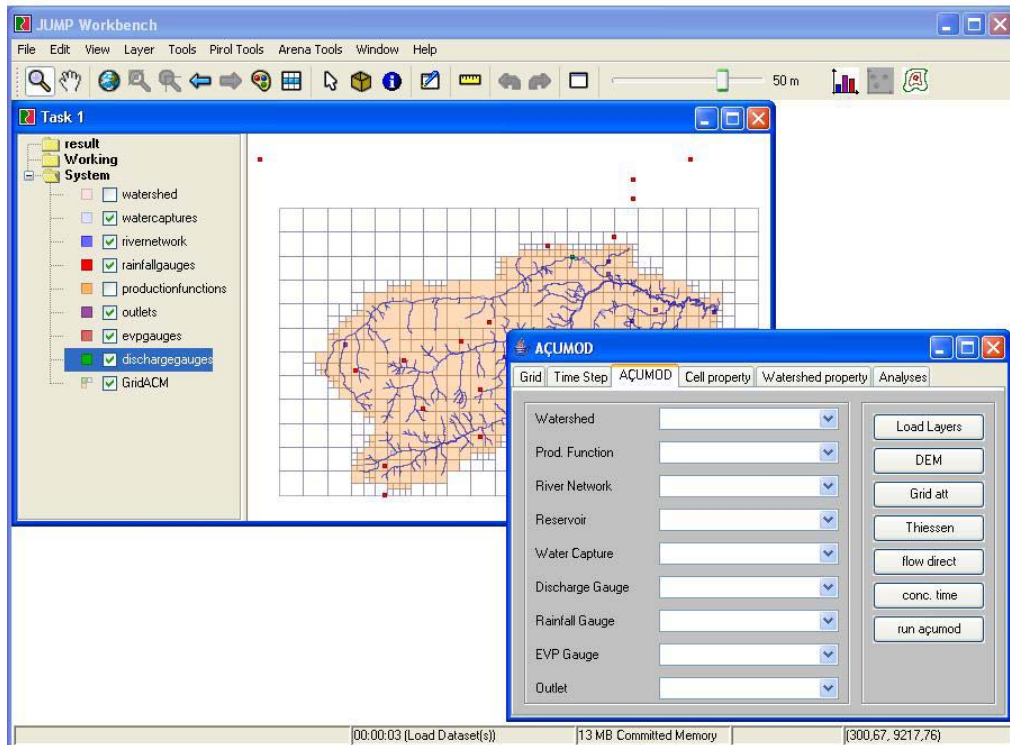 JUMP Workbench
File Edit View Layer Tools Pirol Tools Arena Tools Window Help
50 m
Task 1
result
Working
System
watershed
watercaptures
rivernetwork
rainfallgauges
productionfunctions
outlets
evpgauges
dischargegauges
GridACM
AÇUMOD
Grid Time Step AÇUMOD Cell property Watershed property Analyses
Watershed
Prod. Function
River Network
Reservoir
Water Capture
Discharge Gauge
Rainfall Gauge
EVP Gauge
Outlet
Load Layers
DEM
Grid att
Thiessen
flow direct
conc. time
run açumod
00:00:03 (Load Dataset(s)) 13 MB Committed Memory (300,67, 9217,76)